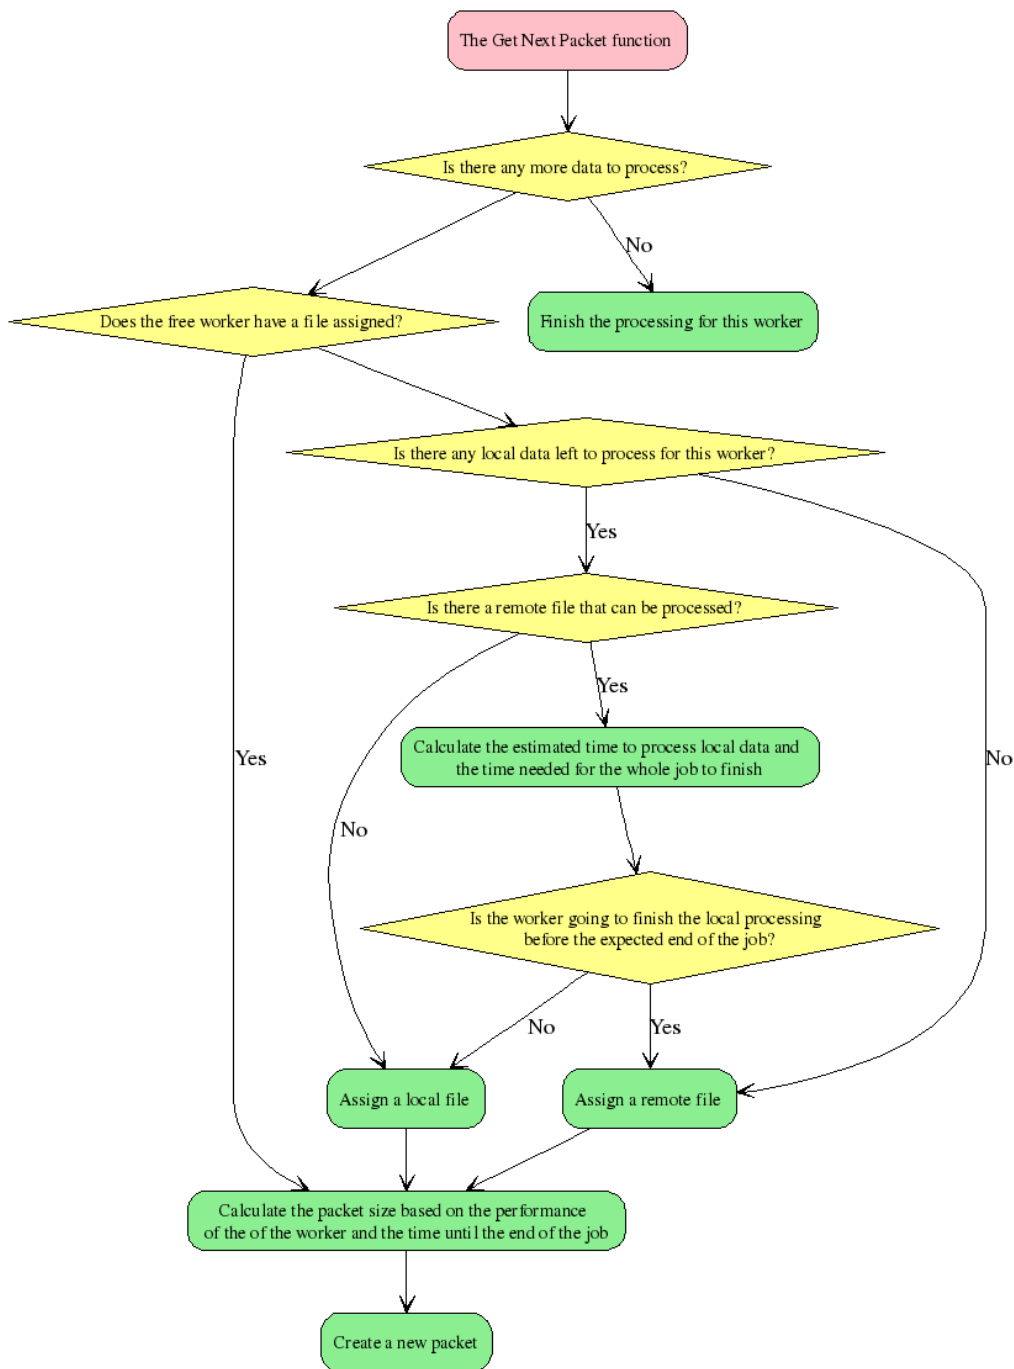 The Get Next Packet function
Is there any more data to process?
No
Does the free worker have a file assigned?
Finish the processing for this worker
Is there any local data left to process for this worker?
Yes
Is there a remote file that can be processed?
Yes
Calculate the estimated time to process local data and
the time needed for the whole job to finish
Yes
No
No
Is the worker going to finish the local processing
before the expected end of the job?
No
Yes
Assign a local file
Assign a remote file
Calculate the packet size based on the performance
of the of the worker and the time until the end of the job
Create a new packet